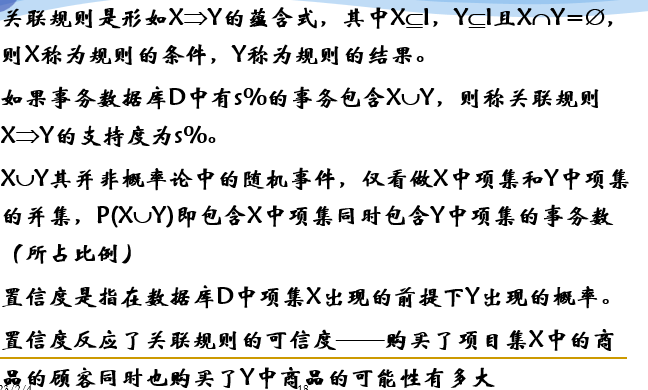 关联规则是形如X⇒Y的蕴含式，其中X⊆I，Y⊆I且X∩Y=∅，
则X称为规则的条件，Y称为规则的结果。
如果事务数据库D中有s%的事务包含X∪Y，则称关联规则
X⇒Y的支持度为s%。
X∪Y其并非概率论中的随机事件，仅看做X中项集和Y中项集
的并集，P(X∪Y)即包含X中项集同时包含Y中项集的事务数
（所占比例）
置信度是指在数据库D中项集X出现的前提下Y出现的概率。
置信度反应了关联规则的可信度——购买了项目集X中的商
品的顾客同时也购买了Y中商品的可能性有多大